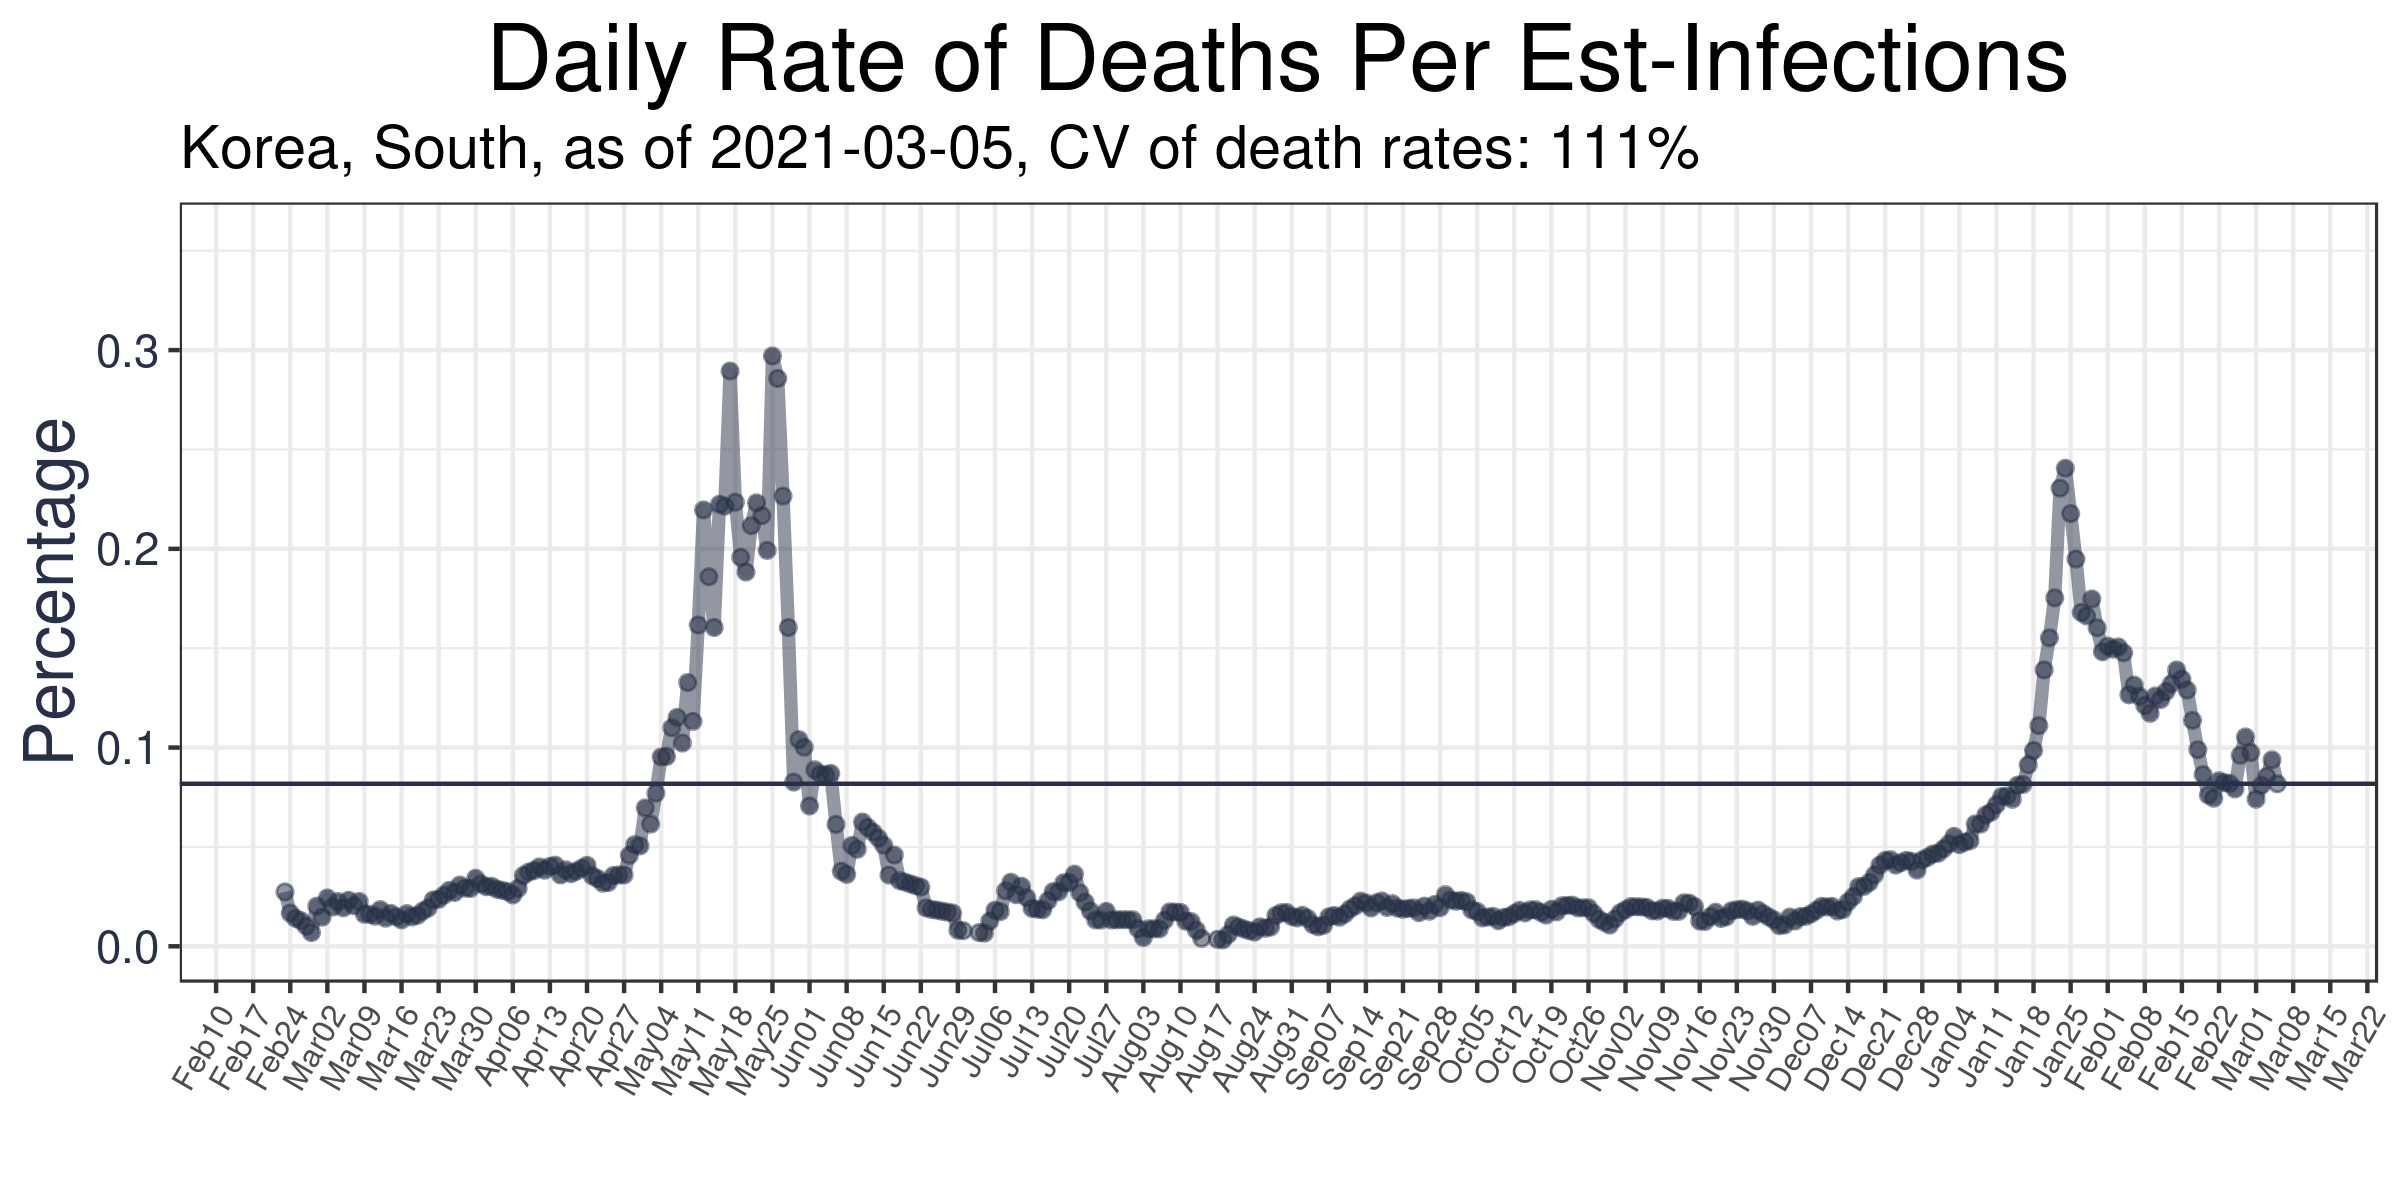 Daily Rate of Deaths Per Est-Infections
Korea, South, as of 2021-03-05, CV of death rates: 111%
Percentage
0.3
0.2
0.1
0.0
Feb10
Feb17
Feb24
Mar02
Mar09
Mar16
Mar23
Mar30
Apr06
Apr13
Apr20
Apr27
May04
May11
May18
May25
Jun01
Jun08
Jun15
Jun22
Jun29
Jul06
Jul13
Jul20
Jul27
Aug03
Aug10
Aug17
Aug24
Aug31
Sep07
Sep14
Sep21
Sep28
Oct05
Oct12
Oct19
Oct26
Nov02
Nov09
Nov16
Nov23
Nov30
Dec07
Dec14
Dec21
Dec28
Jan04
Jan11
Jan18
Jan25
Feb01
Feb08
Feb15
Feb22
Mar01
Mar08
Mar15
Mar22